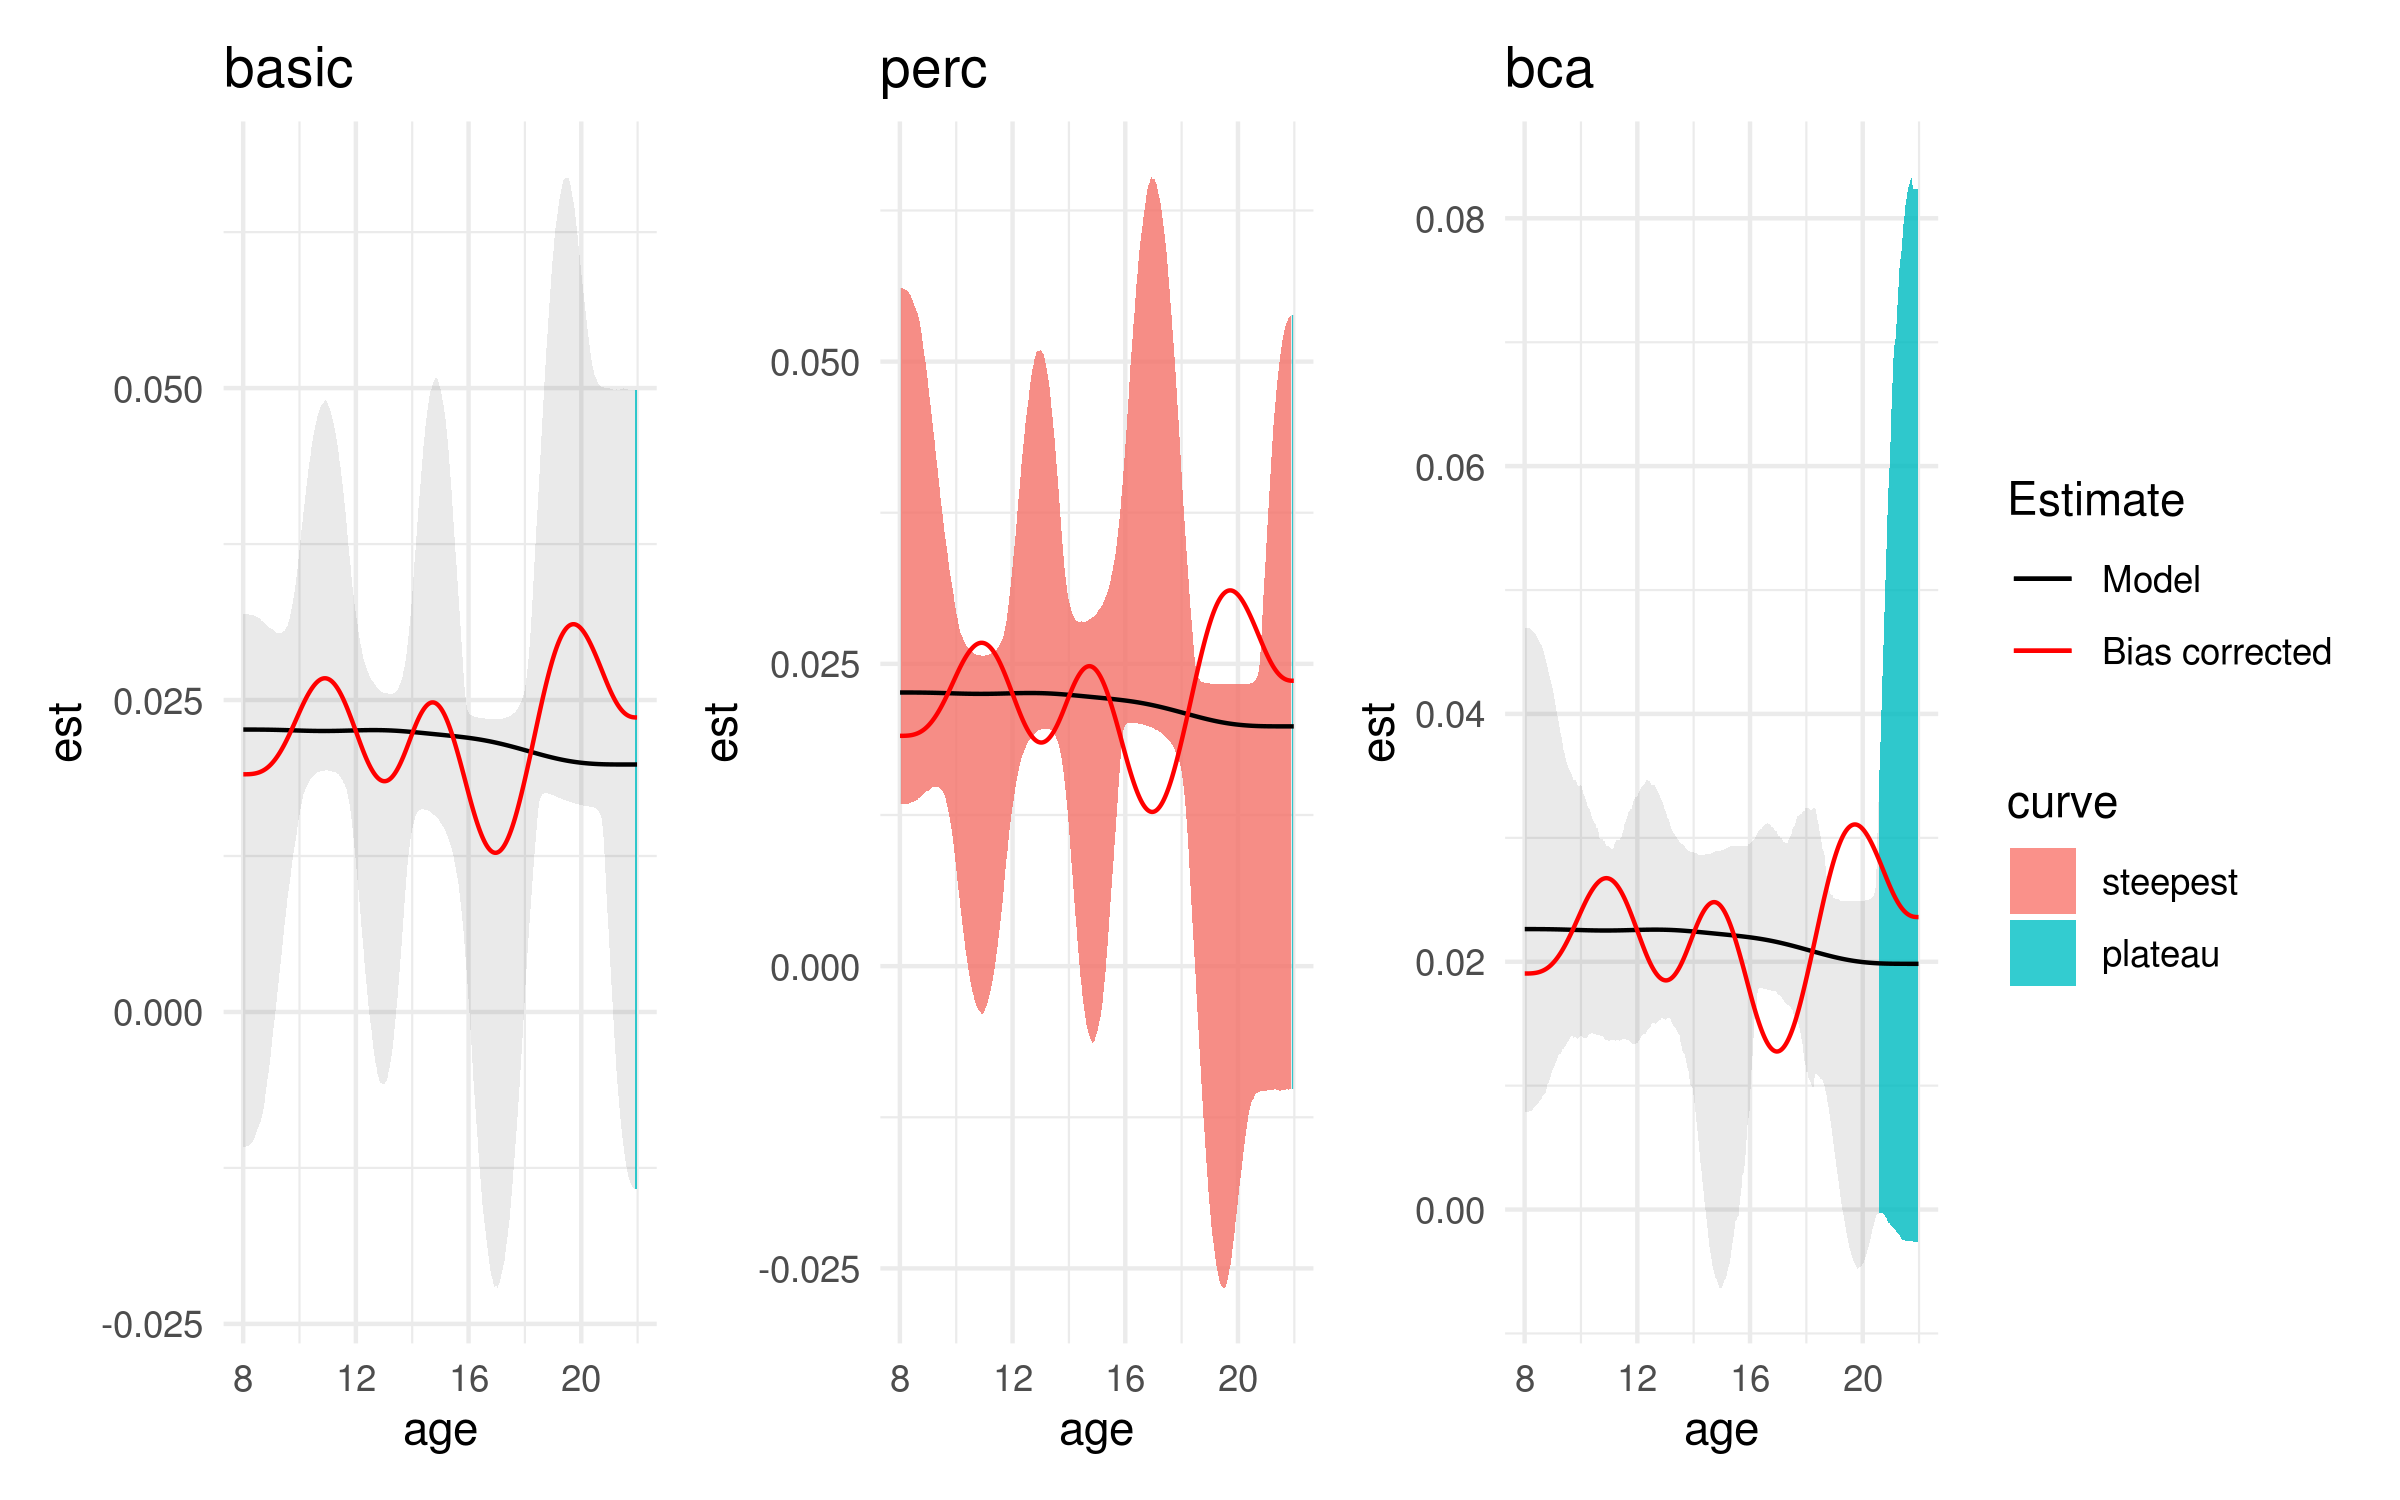 basic
perc
bca
est
0.050
0.025
0.000
-0.025
8 12 16 20
age
est
0.050
0.025
0.000
-0.025
8 12 16 20
age
est
0.08
0.06
0.04
0.02
0.00
8 12 16 20
age
Estimate
Model
Bias corrected
curve
steepest
plateau